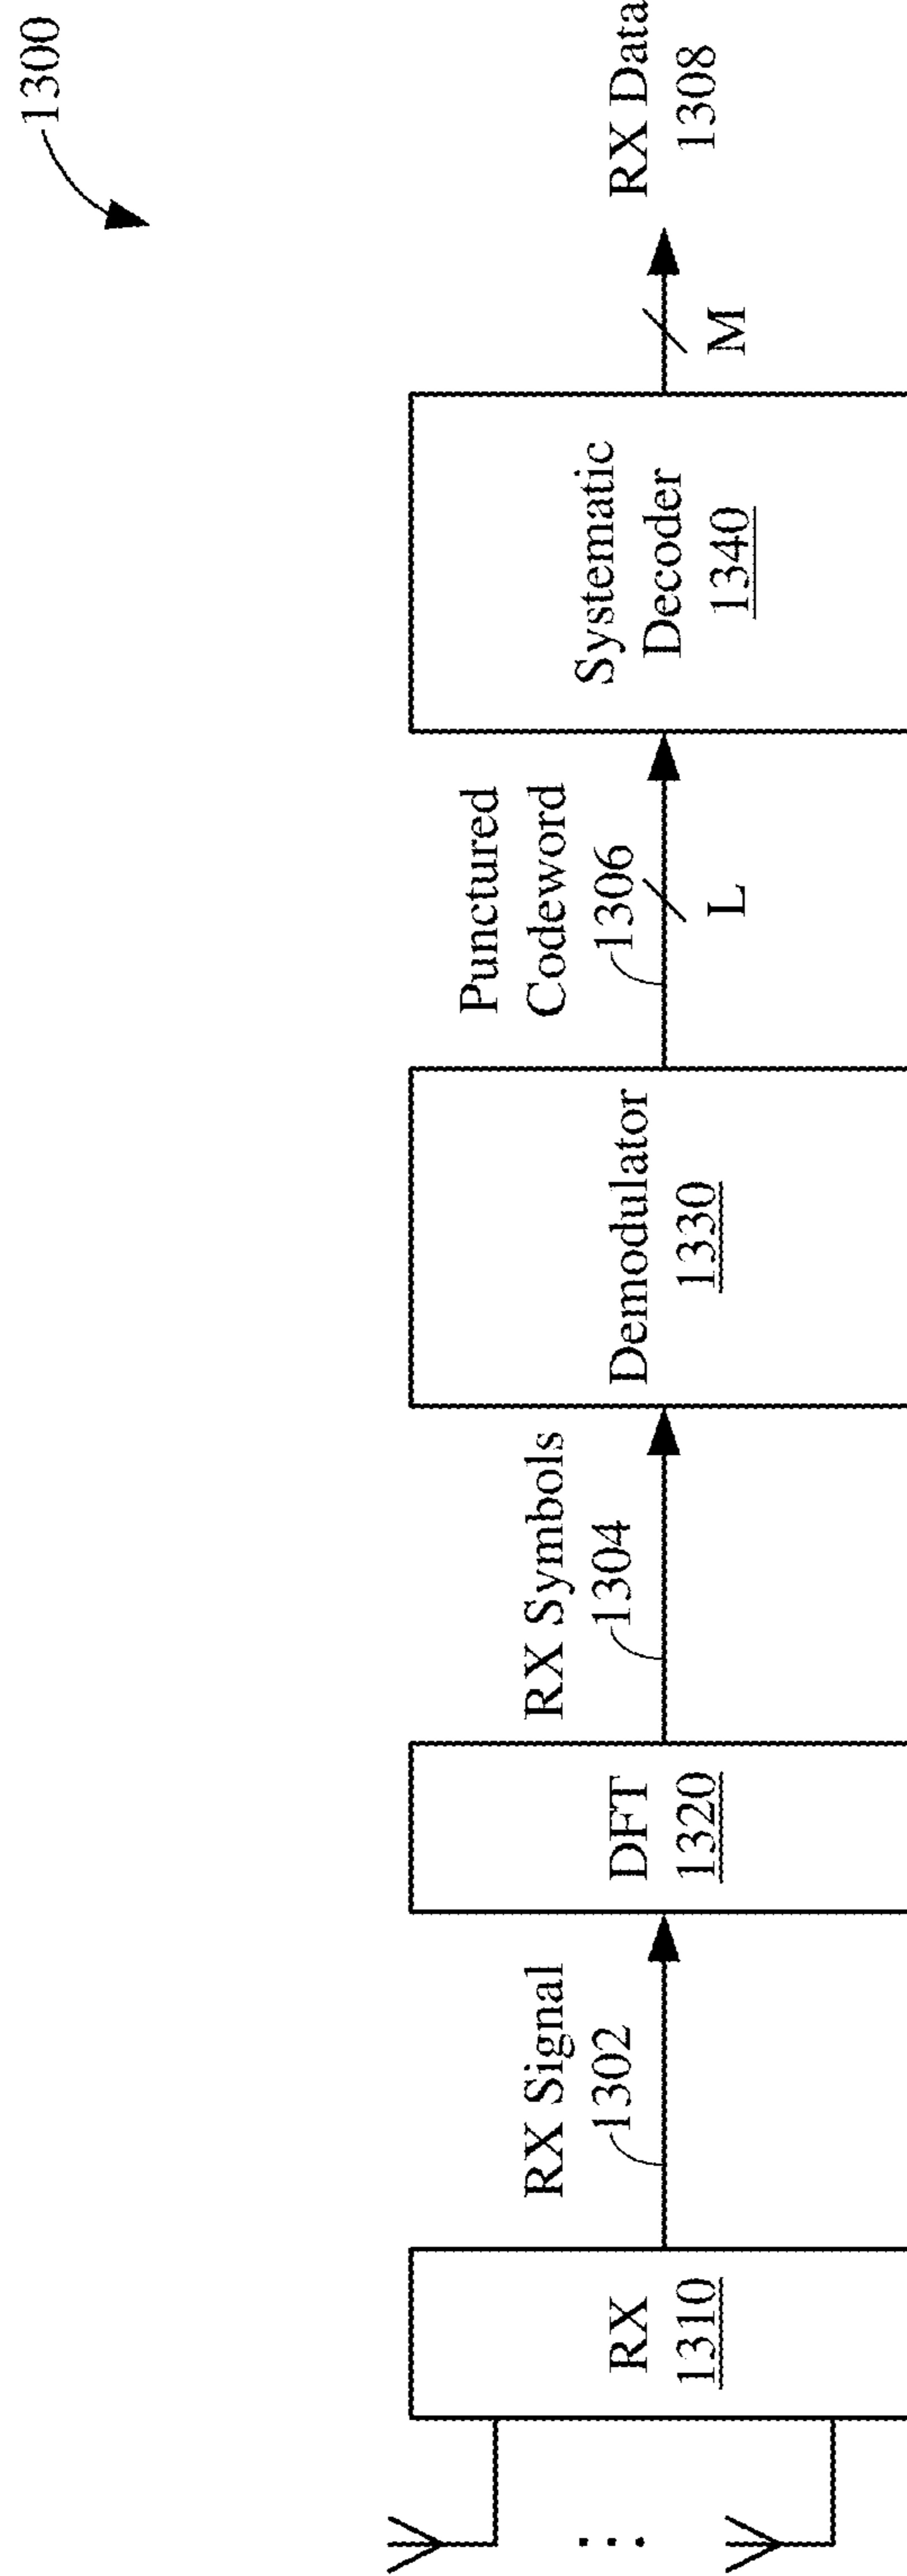 1300
RX
1310
RX Signal
1302
DFT
1320
RX Symbols
1304
Demodulator
1330
Punctured
Codeword
1306
L
Systematic
Decoder
1340
M
RX Data
1308